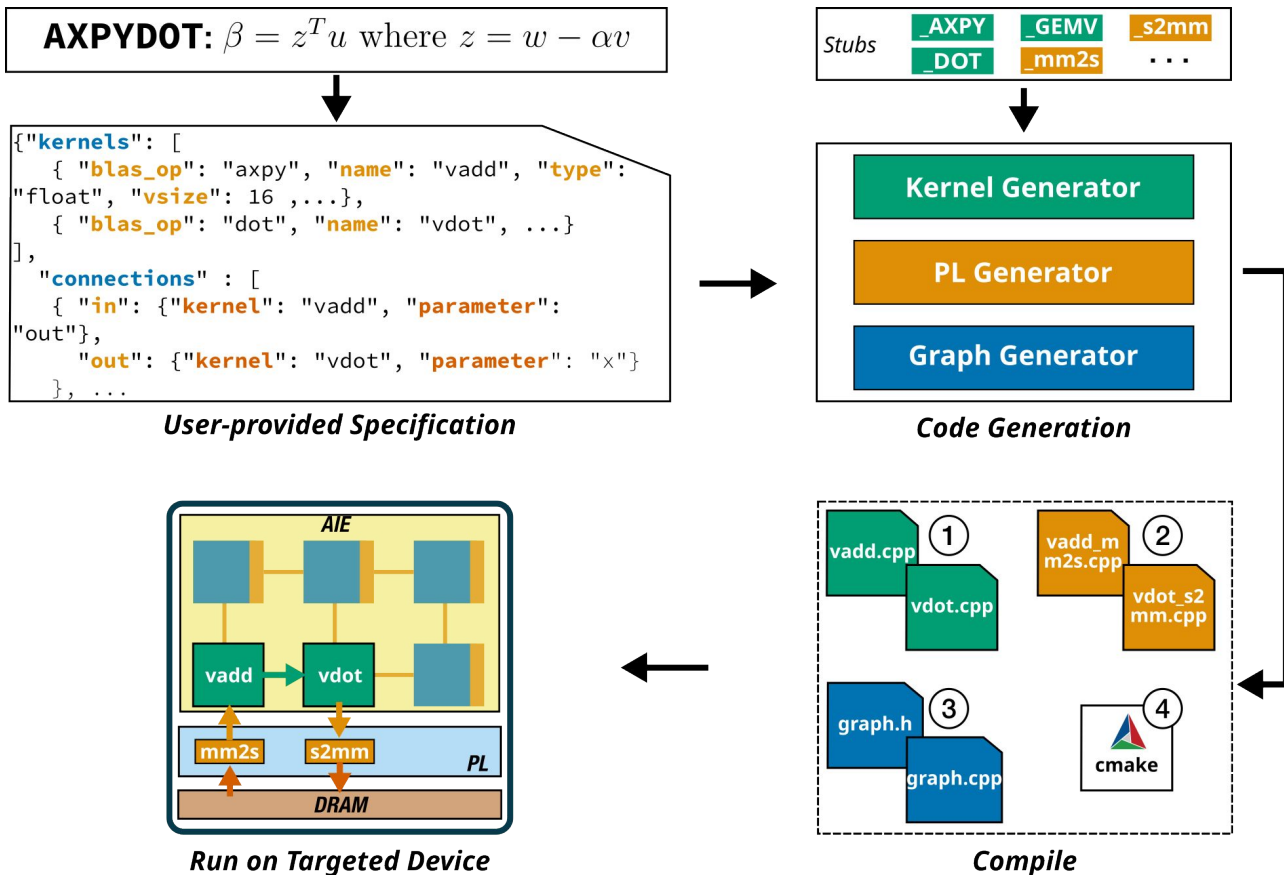 AXPYDOT: β = zᵀu where z = w − αv
{"kernels": [
{ "blas_op": "axpy", "name": "vadd", "type":
"float", "vsize": 16 ,...},
{ "blas_op": "dot", "name": "vdot", ...}
],
"connections" : [
{ "in": {"kernel": "vadd", "parameter":
"out"},
"out": {"kernel": "vdot", "parameter": "x"}
}, ...
User-provided Specification
Stubs
_AXPY _GEMV _s2mm
_DOT _mm2s ...
Kernel Generator
PL Generator
Graph Generator
Code Generation
AIE
vadd vdot
mm2s s2mm
PL
DRAM
Run on Targeted Device
1
vadd.cpp
vdot.cpp
2
vadd_m
m2s.cpp
vdot_s2
mm.cpp
3
graph.h
graph.cpp
4
cmake
Compile